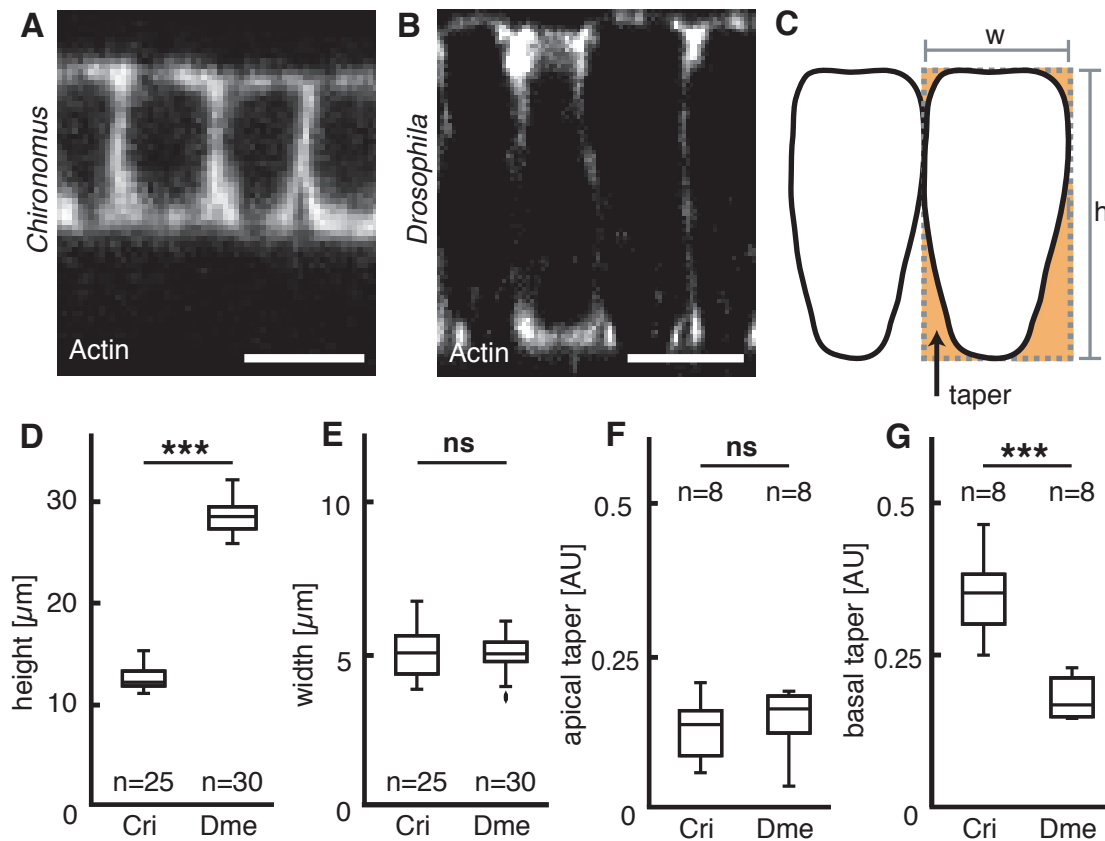 A
Chironomus
Actin
B
Drosophila
Actin
C
w
h
taper
D
***
height [µm]
30
20
10
0
n=25 n=30
Cri Dme
E
ns
width [µm]
10
5
0
n=25 n=30
Cri Dme
F
ns
n=8 n=8
apical taper [AU]
0.5
0.25
0
Cri Dme
G
***
n=8 n=8
basal taper [AU]
0.5
0.25
0
Cri Dme